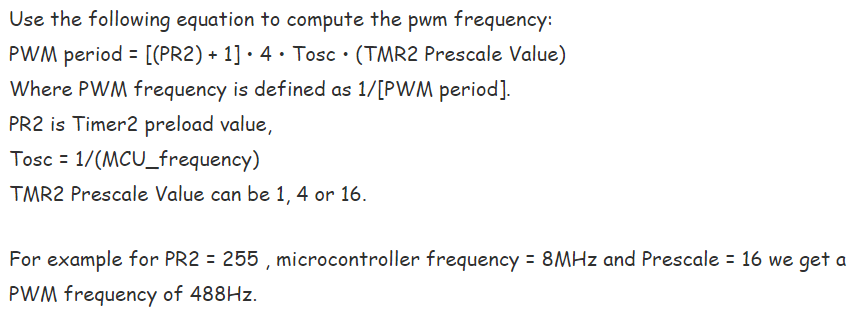 Use the following equation to compute the pwm frequency:
PWM period = [(PR2) + 1] • 4 • Tosc • (TMR2 Prescale Value)
Where PWM frequency is defined as 1/[PWM period].
PR2 is Timer2 preload value,
Tosc = 1/(MCU_frequency)
TMR2 Prescale Value can be 1, 4 or 16.
For example for PR2 = 255 , microcontroller frequency = 8MHz and Prescale = 16 we get a
PWM frequency of 488Hz.